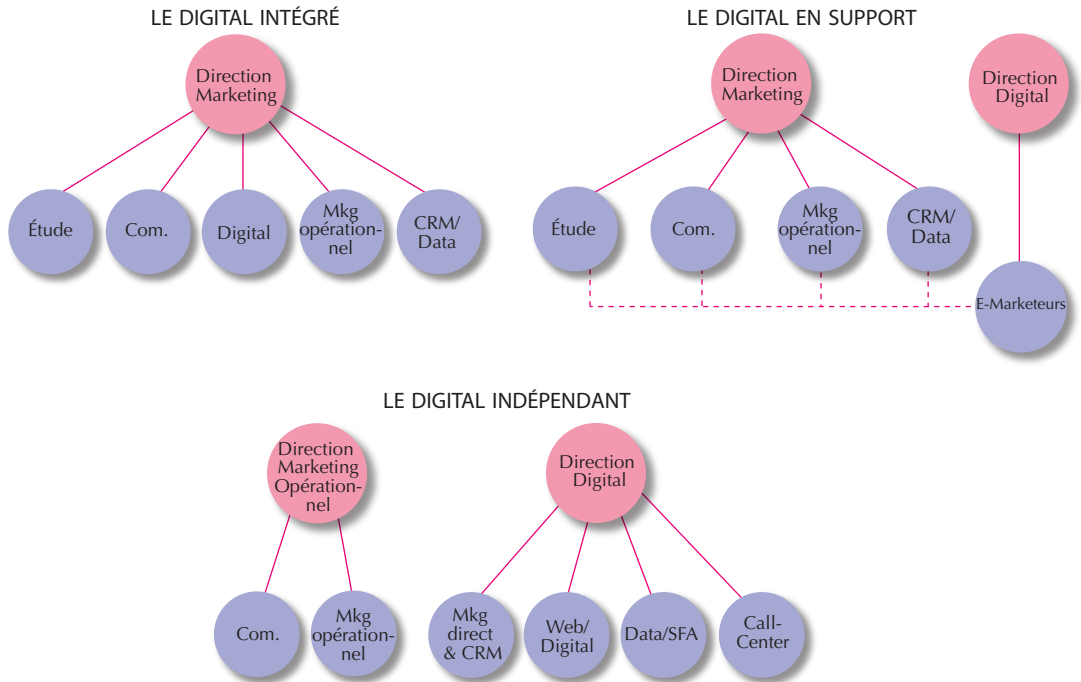 LE DIGITAL INTÉGRÉ
Direction
Marketing
Étude
Com.
Digital
Mkg
opération-
nel
CRM/
Data
LE DIGITAL EN SUPPORT
Direction
Marketing
Direction
Digital
Étude
Com.
Mkg
opération-
nel
CRM/
Data
E-Marketeurs
LE DIGITAL INDÉPENDANT
Direction
Marketing
Opération-
nel
Direction
Digital
Com.
Mkg
opération-
nel
Mkg
direct
& CRM
Web/
Digital
Data/SFA
Call-
Center